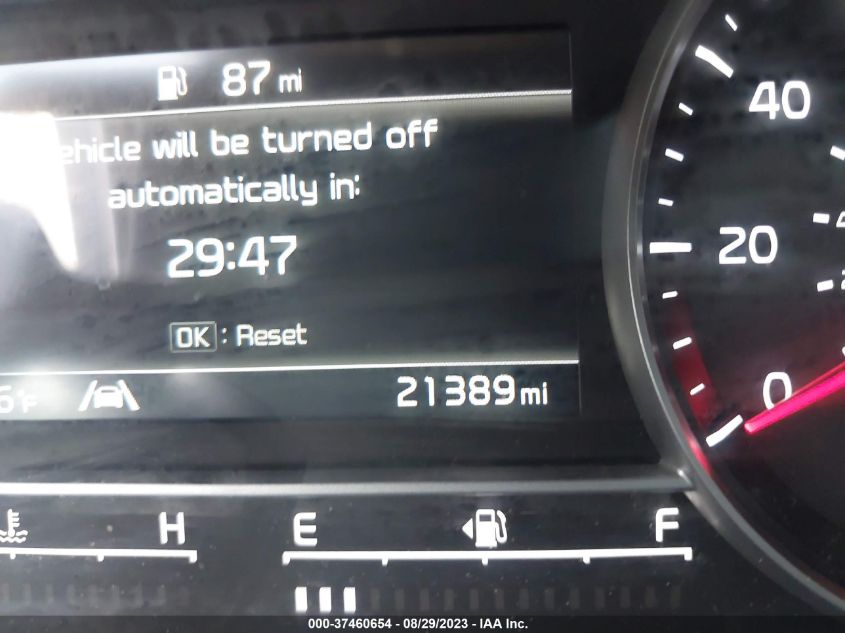 87 mi
ehicle will be turned off
automatically in:
29:47
OK : Reset
6°F
21389 mi
40
20
0
H
E
F
000-37460654 - 08/29/2023 - IAA Inc.